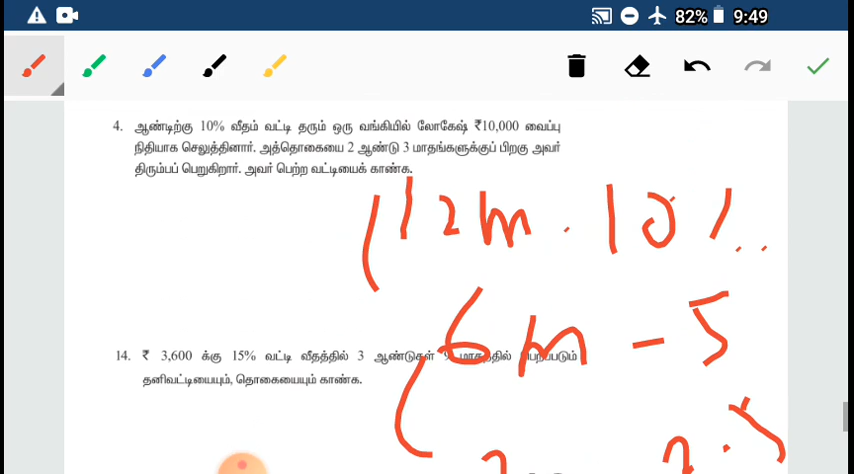 82% 9:49
4. ஆண்டிற்கு 10% வீதம் வட்டி தரும் ஒரு வங்கியில் லோகேஷ் ₹10,000 வைப்பு
நிதியாக செலுத்தினார். அத்தொகையை 2 ஆண்டு 3 மாதங்களுக்குப் பிறகு அவர்
திரும்பப் பெறுகிறார். அவர் பெற்ற வட்டியைக் காண்க.
12m. 10%
6m - 5
14. ₹ 3,600 க்கு 15% வட்டி வீதத்தில் 3 ஆண்டுகள் 9
தனிவட்டியையும், தொகையையும் காண்க.